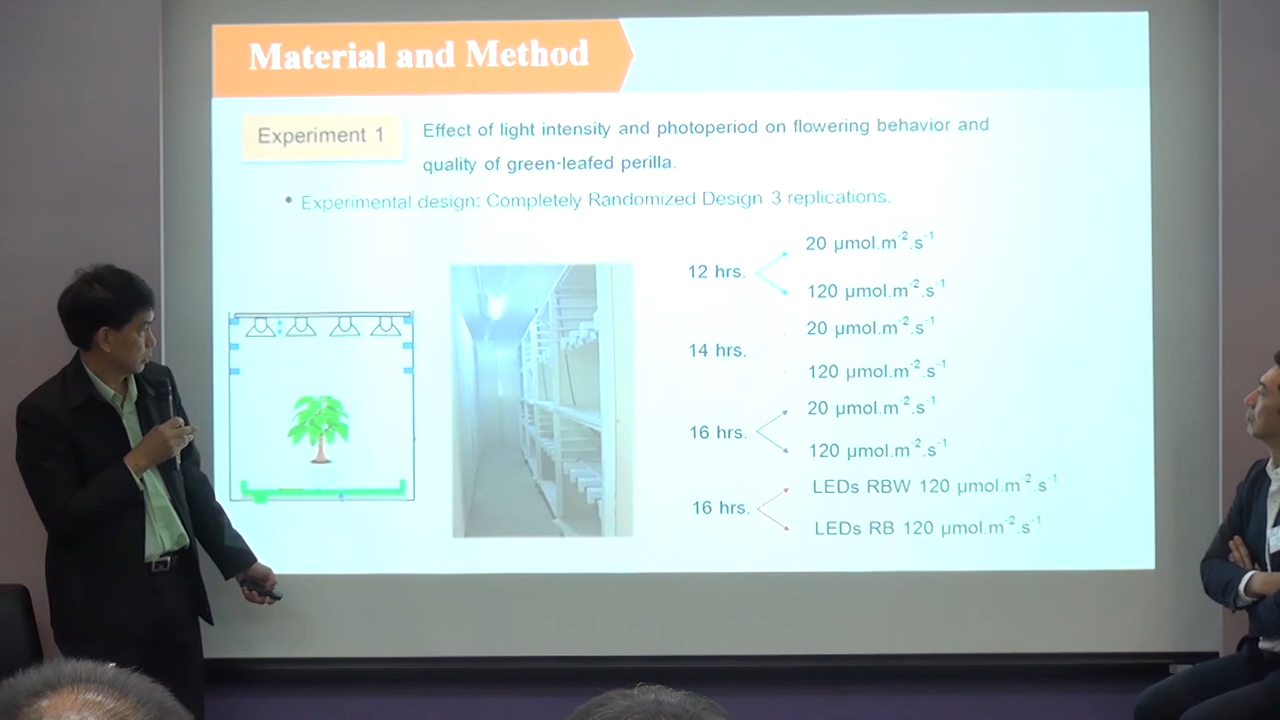 Material and Method
Experiment 1
Effect of light intensity and photoperiod on flowering behavior and
quality of green-leafed perilla.
• Experimental design: Completely Randomized Design 3 replications.
12 hrs.
20 µmol.m⁻².s⁻¹
120 µmol.m⁻².s⁻¹
14 hrs.
20 µmol.m⁻².s⁻¹
120 µmol.m⁻².s⁻¹
16 hrs.
20 µmol.m⁻².s⁻¹
120 µmol.m⁻².s⁻¹
16 hrs.
LEDs RBW 120 µmol.m⁻².s⁻¹
LEDs RB 120 µmol.m⁻².s⁻¹